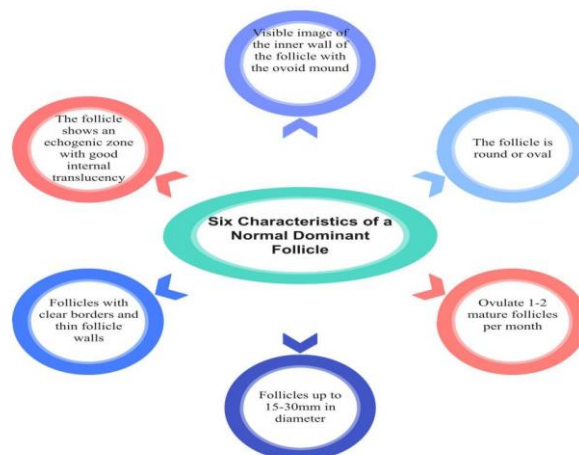 Visible image of
the inner wall of
the follicle with
the ovoid mound
The follicle
shows an
echogenic zone
with good
internal
translucency
The follicle is
round or oval
Six Characteristics of a
Normal Dominant
Follicle
Follicles with
clear borders and
thin follicle
walls
Ovulate 1-2
mature follicles
per month
Follicles up to
15-30mm in
diameter